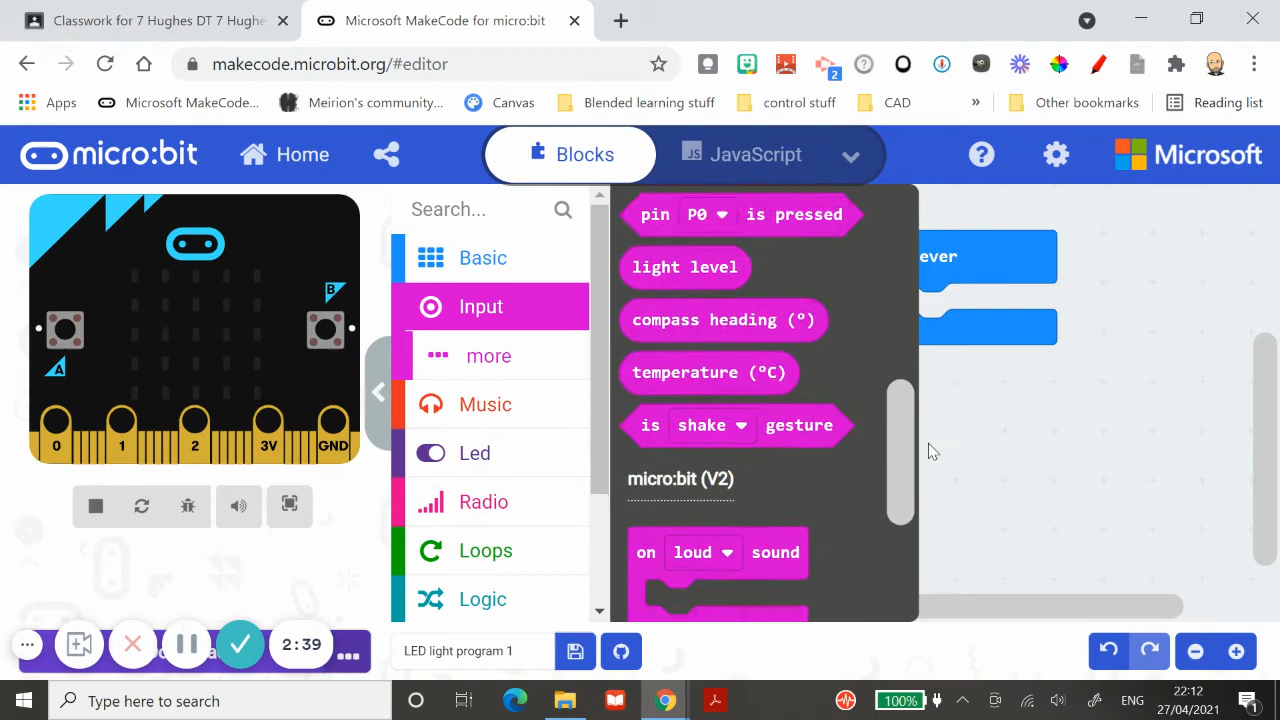 Classwork for 7 Hughes DT 7 Hughe
Microsoft MakeCode for micro:bit
makecode.microbit.org/#editor
2
Apps
Microsoft MakeCode...
Meirion's community...
Canvas
Blended learning stuff
control stuff
CAD
»
Other bookmarks
Reading list
micro:bit
Home
Blocks
JS JavaScript
?
Microsoft
Search...
Basic
Input
more
Music
Led
Radio
Loops
Logic
pin P0 is pressed
light level
compass heading (°)
temperature (°C)
is shake gesture
micro:bit (V2)
on loud sound
ever
B
A
0 1 2 3V GND
2:39
LED light program 1
Type here to search
100%
ENG
22:12
27/04/2021
1